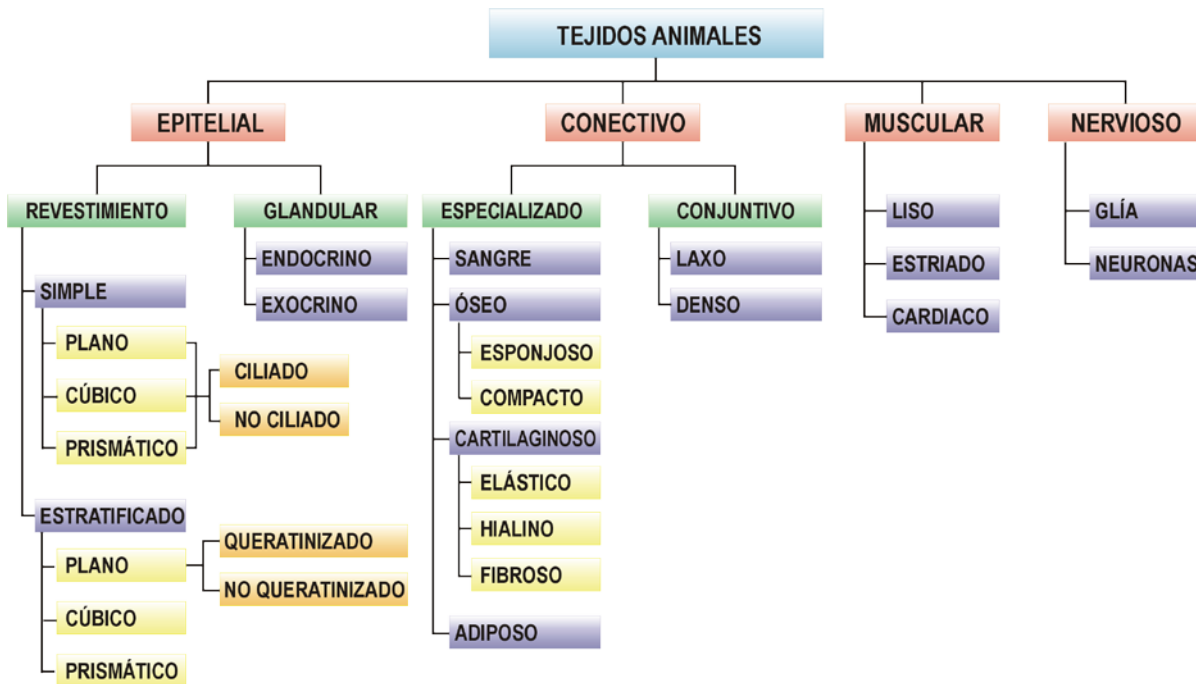 TEJIDOS ANIMALES
EPITELIAL
CONECTIVO
MUSCULAR
NERVIOSO
REVESTIMIENTO
GLANDULAR
ESPECIALIZADO
CONJUNTIVO
LISO
GLÍA
ENDOCRINO
SANGRE
LAXO
ESTRIADO
NEURONAS
SIMPLE
EXOCRINO
ÓSEO
DENSO
CARDIACO
PLANO
CILIADO
ESPONJOSO
CÚBICO
NO CILIADO
COMPACTO
PRISMÁTICO
CARTILAGINOSO
ELÁSTICO
ESTRATIFICADO
HIALINO
PLANO
QUERATINIZADO
NO QUERATINIZADO
FIBROSO
CÚBICO
ADIPOSO
PRISMÁTICO